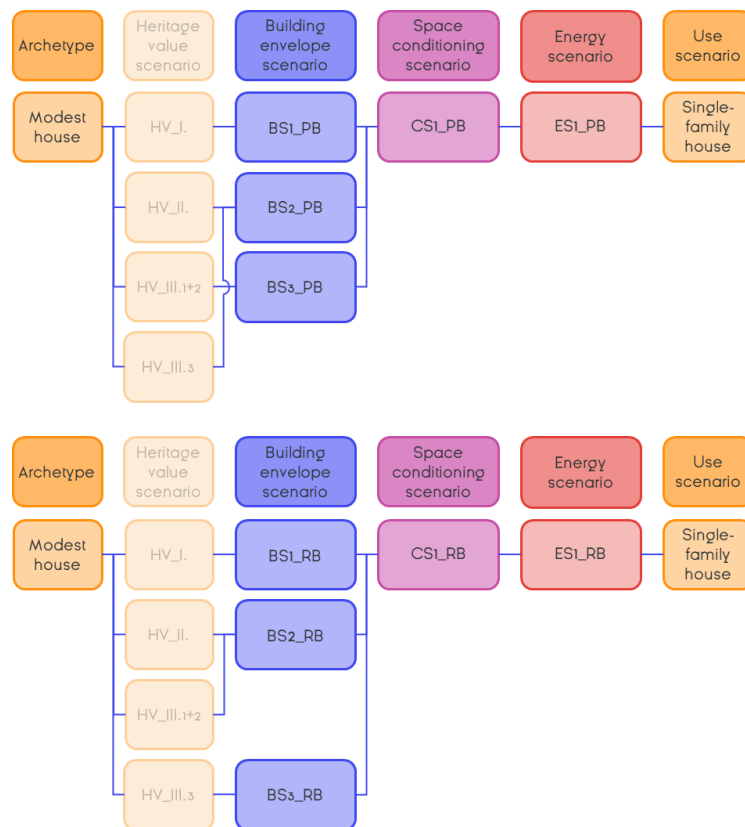 Archetype
Heritage
value
scenario
Building
envelope
scenario
Space
conditioning
scenario
Energy
scenario
Use
scenario
Modest
house
HV_I.
BS1_PB
CS1_PB
ES1_PB
Single-
family
house
HV_II.
BS2_PB
HV_III.1+2
BS3_PB
HV_III.3
Archetype
Heritage
value
scenario
Building
envelope
scenario
Space
conditioning
scenario
Energy
scenario
Use
scenario
Modest
house
HV_I.
BS1_RB
CS1_RB
ES1_RB
Single-
family
house
HV_II.
BS2_RB
HV_III.1+2
HV_III.3
BS3_RB